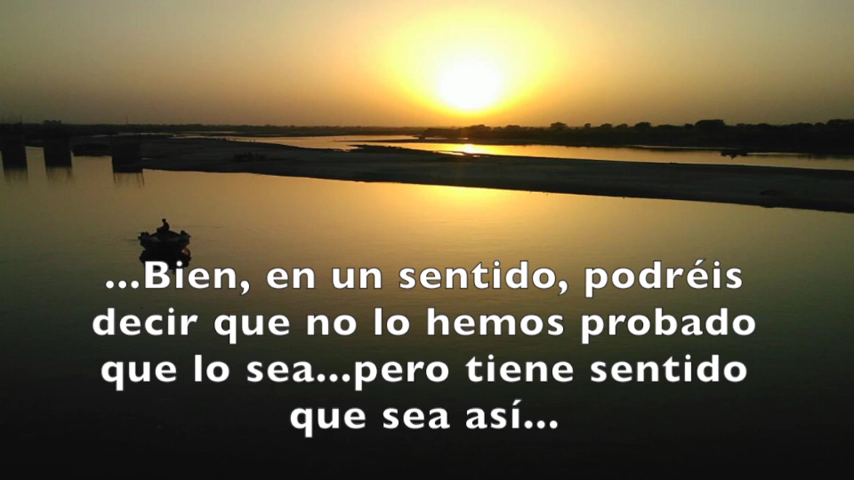 ...Bien, en un sentido, podréis
decir que no lo hemos probado
que lo sea...pero tiene sentido
que sea así...